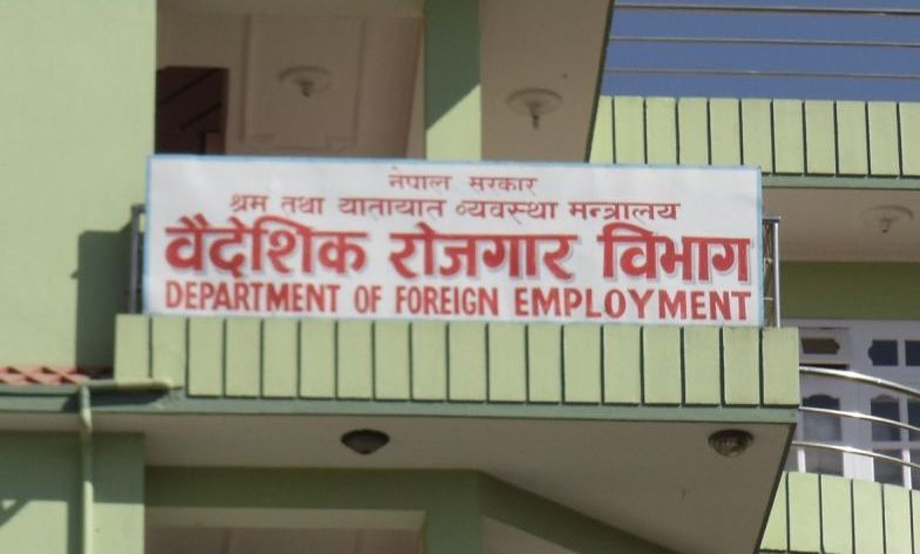 नेपाल सरकार
श्रम तथा यातायात व्यवस्था मन्त्रालय
वैदेशिक रोजगार विभाग
DEPARTMENT OF FOREIGN EMPLOYMENT